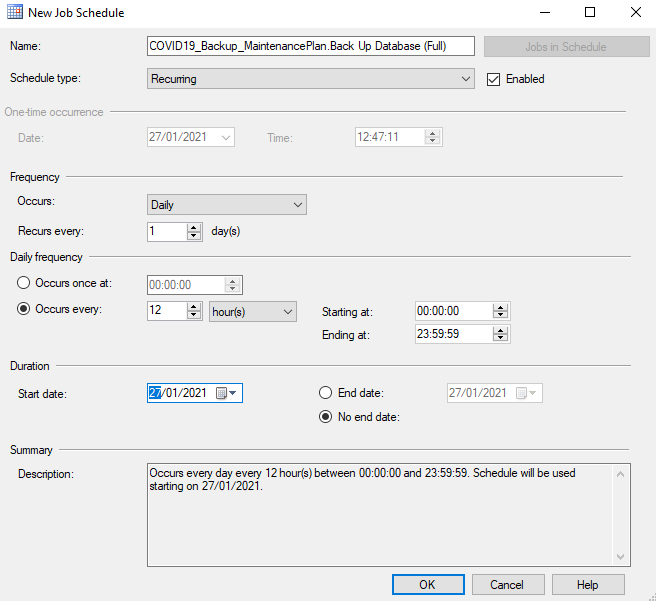 New Job Schedule
Name: COVID19_Backup_MaintenancePlan.Back Up Database (Full) Jobs in Schedule
Schedule type: Recurring Enabled
One-time occurrence
Date: 27/01/2021 Time: 12:47:11
Frequency
Occurs: Daily
Recurs every: 1 day(s)
Daily frequency
Occurs once at: 00:00:00
Occurs every: 12 hour(s) Starting at: 00:00:00
Ending at: 23:59:59
Duration
Start date: 27/01/2021 End date: 27/01/2021
No end date:
Summary
Description: Occurs every day every 12 hour(s) between 00:00:00 and 23:59:59. Schedule will be used
starting on 27/01/2021.
OK Cancel Help